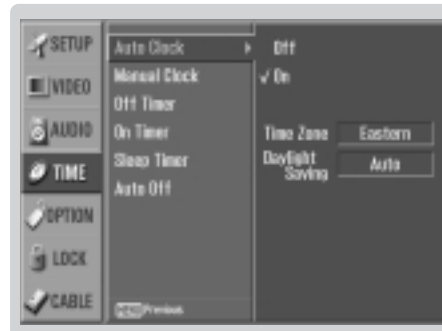 SETUP
VIDEO
AUDIO
TIME
OPTION
LOCK
CABLE
Auto Clock
Manual Clock
Off Timer
On Timer
Sleep Timer
Auto Off
MENU Previous
Off
√ On
Time Zone Eastern
Daylight
Saving Auto